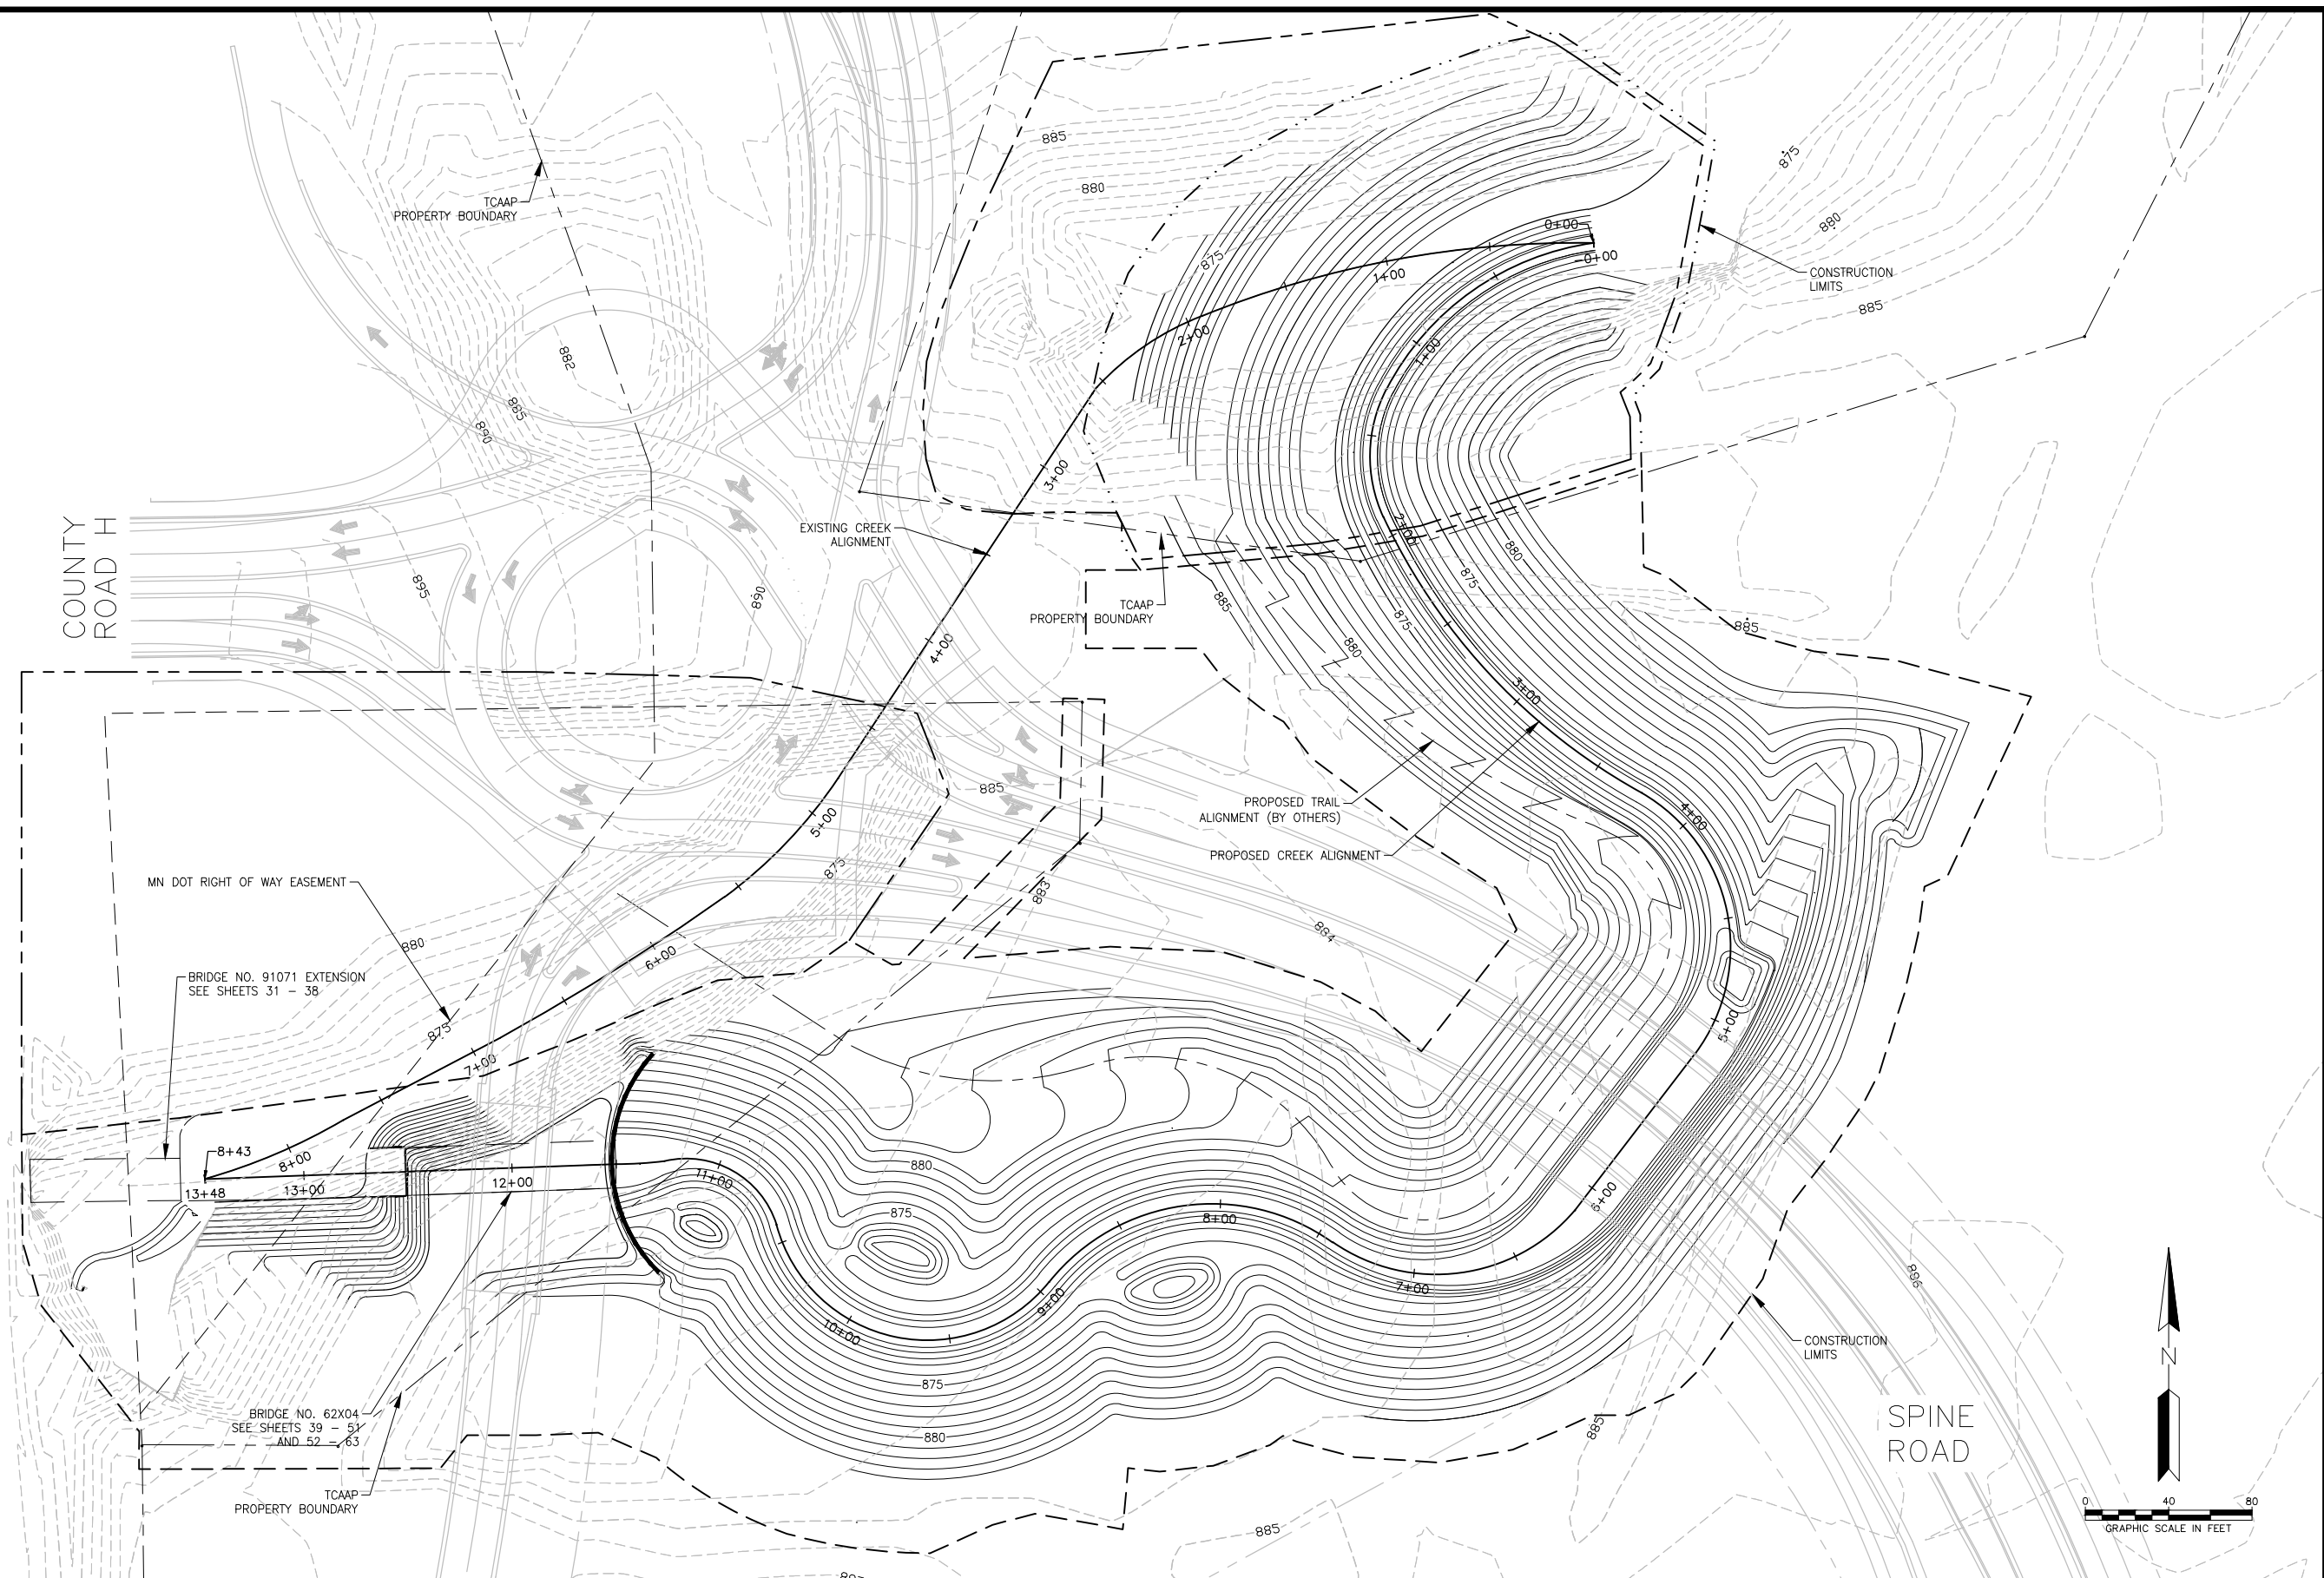 885
880
875
TCAAP
PROPERTY BOUNDARY
875
880
0+00
-0+00
CONSTRUCTION
LIMITS
885
875
1+00
2+00
1+00
882
885
890
3+00
COUNTY
ROAD H
EXISTING CREEK
ALIGNMENT
2+00
880
875
895
890
885
TCAAP
PROPERTY BOUNDARY
875
885
4+00
880
3+00
885
PROPOSED TRAIL
ALIGNMENT (BY OTHERS)
4+00
5+00
PROPOSED CREEK ALIGNMENT
875
MN DOT RIGHT OF WAY EASEMENT
883
884
880
6+00
BRIDGE NO. 91071 EXTENSION
SEE SHEETS 31 - 38
875
5+00
7+00
8+43
8+00
880
11+00
13+48
13+00
12+00
6+00
875
8+00
7+00
9+00
886
10+00
CONSTRUCTION
LIMITS
N
875
BRIDGE NO. 62X04
SEE SHEETS 39 - 51
AND 52 - 63
880
885
SPINE
ROAD
TCAAP
PROPERTY BOUNDARY
0 40 80
GRAPHIC SCALE IN FEET
885